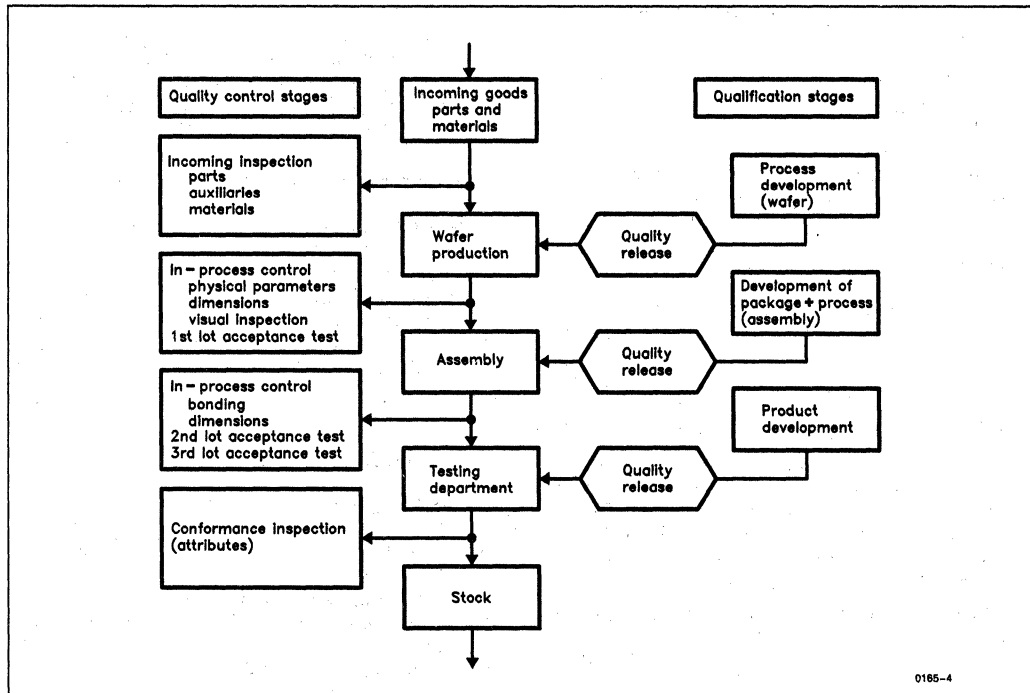 Quality control stages
Incoming goods
parts and
materials
Qualification stages
Incoming inspection
parts
auxiliaries
materials
Process
development
(wafer)
Wafer
production
Quality
release
In-process control
physical parameters
dimensions
visual inspection
1st lot acceptance test
Development of
package + process
(assembly)
Assembly
Quality
release
In-process control
bonding
dimensions
2nd lot acceptance test
3rd lot acceptance test
Product
development
Testing
department
Quality
release
Conformance inspection
(attributes)
Stock
0165-4